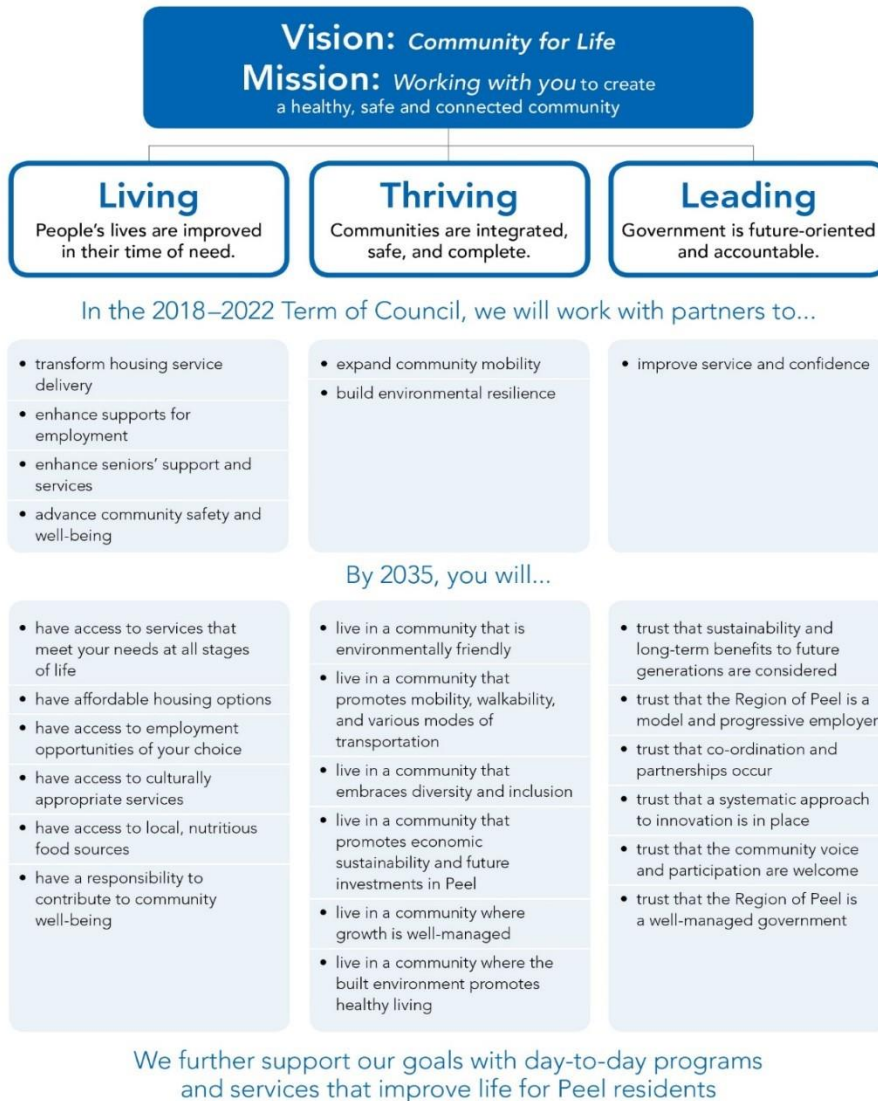 Vision: Community for Life
Mission: Working with you to create
a healthy, safe and connected community
Living
People's lives are improved
in their time of need.
Thriving
Communities are integrated,
safe, and complete.
Leading
Government is future-oriented
and accountable.
In the 2018–2022 Term of Council, we will work with partners to...
• transform housing service
delivery
• enhance supports for
employment
• enhance seniors' support and
services
• advance community safety and
well-being
• expand community mobility
• build environmental resilience
• improve service and confidence
By 2035, you will...
• have access to services that
meet your needs at all stages
of life
• have affordable housing options
• have access to employment
opportunities of your choice
• have access to culturally
appropriate services
• have access to local, nutritious
food sources
• have a responsibility to
contribute to community
well-being
• live in a community that is
environmentally friendly
• live in a community that
promotes mobility, walkability,
and various modes of
transportation
• live in a community that
embraces diversity and inclusion
• live in a community that
promotes economic
sustainability and future
investments in Peel
• live in a community where
growth is well-managed
• live in a community where the
built environment promotes
healthy living
• trust that sustainability and
long-term benefits to future
generations are considered
• trust that the Region of Peel is a
model and progressive employer
• trust that co-ordination and
partnerships occur
• trust that a systematic approach
to innovation is in place
• trust that the community voice
and participation are welcome
• trust that the Region of Peel is
a well-managed government
We further support our goals with day-to-day programs
and services that improve life for Peel residents